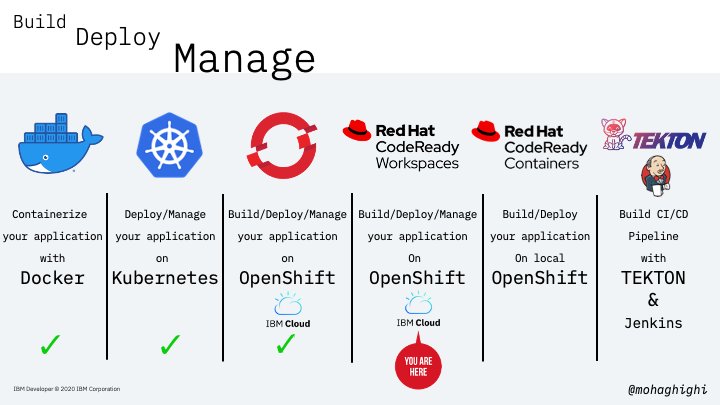 Build
Deploy
Manage
Red Hat
CodeReady
Workspaces
Red Hat
CodeReady
Containers
TEKTON
Containerize
your application
with
Docker
Deploy/Manage
your application
on
Kubernetes
Build/Deploy/Manage
your application
on
OpenShift
IBM Cloud
Build/Deploy/Manage
your application
On
OpenShift
IBM Cloud
YOU ARE
HERE
Build/Deploy
your application
On local
OpenShift
Build CI/CD
Pipeline
with
TEKTON
&
Jenkins
IBM Developer © 2020 IBM Corporation
@mohaghighi